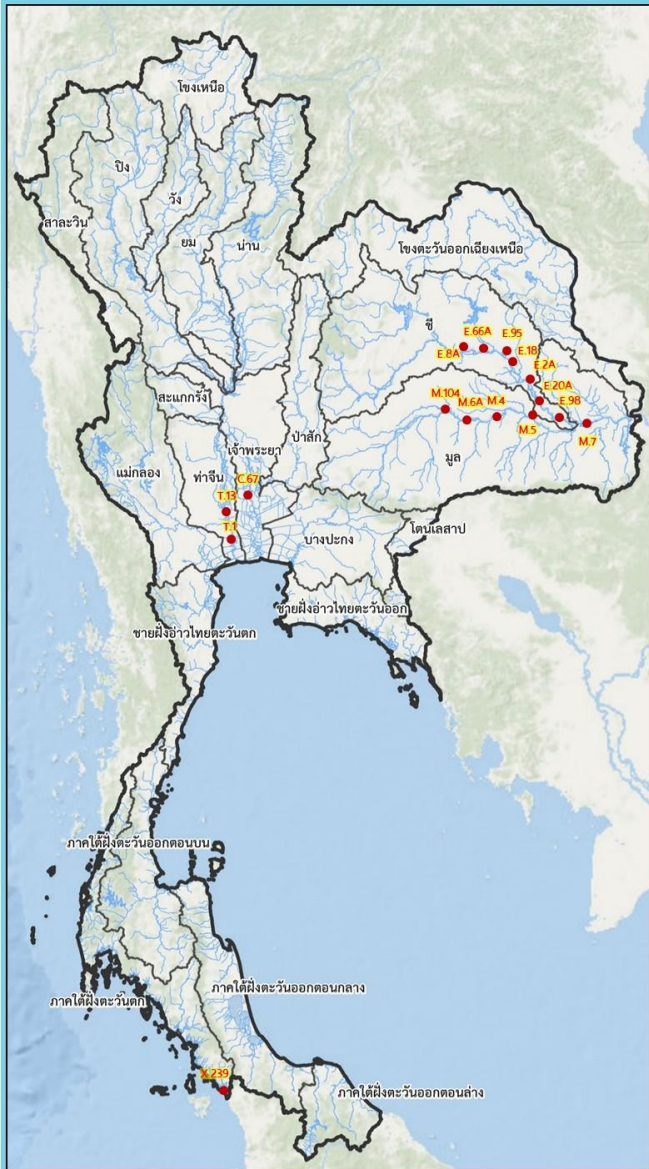 โขงเหนือ
ปิง
วัง
สาละวิน
ยม
น่าน
โขงตะวันออกเฉียงเหนือ
ชี
E.66A
E.95
E.8A
E.18
E.2A
สะแกกรัง
M.104
E.20A
M.6A
M.4
E.98
ป่าสัก
M.5
M.7
เจ้าพระยา
มูล
แม่กลอง
ท่าจีน
C.67
T.13
T.1
โตนเลสาป
บางปะกง
ชายฝั่งอ่าวไทยตะวันออก
ชายฝั่งอ่าวไทยตะวันตก
ภาคใต้ฝั่งตะวันออกตอนบน
ภาคใต้ฝั่งตะวันออกตอนกลาง
ภาคใต้ฝั่งตะวันตก
X.239
ภาคใต้ฝั่งตะวันออกตอนล่าง